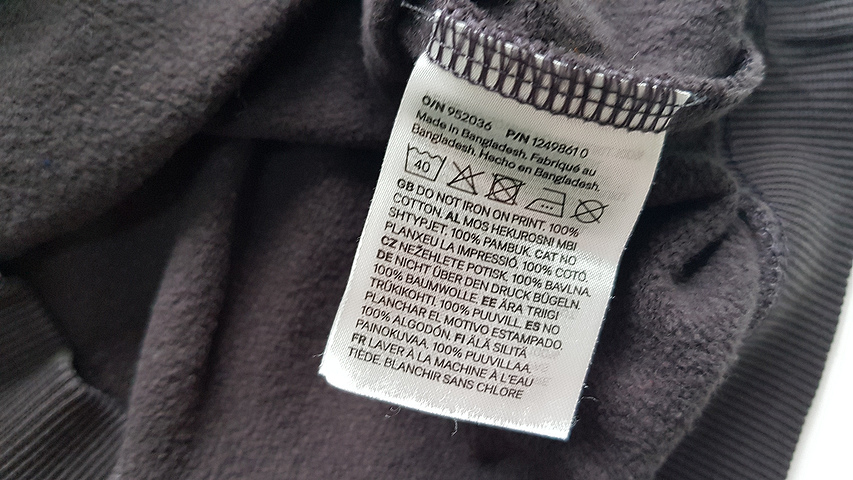 O/N 952036 P/N 1249861 0
Made in Bangladesh. Fabriqué au
Bangladesh. Hecho en Bangladesh.
40
GB DO NOT IRON ON PRINT. 100%
COTTON. AL MOS HEKUROSNI MBI
SHTYPJET. 100% PAMBUK. CAT NO
PLANXEU LA IMPRESSIÓ. 100% COTÓ.
CZ NEŽEHLETE POTISK. 100% BAVLNA.
DE NICHT ÜBER DEN DRUCK BÜGELN.
100% BAUMWOLLE. EE ÄRA TRIIGI
TRÜKIKOHTI. 100% PUUVILL. ES NO
PLANCHAR EL MOTIVO ESTAMPADO.
100% ALGODÓN. FI ÄLÄ SILITÄ
PAINOKUVAA. 100% PUUVILLAA.
FR LAVER À LA MACHINE À L'EAU
TIÈDE. BLANCHIR SANS CHLORE